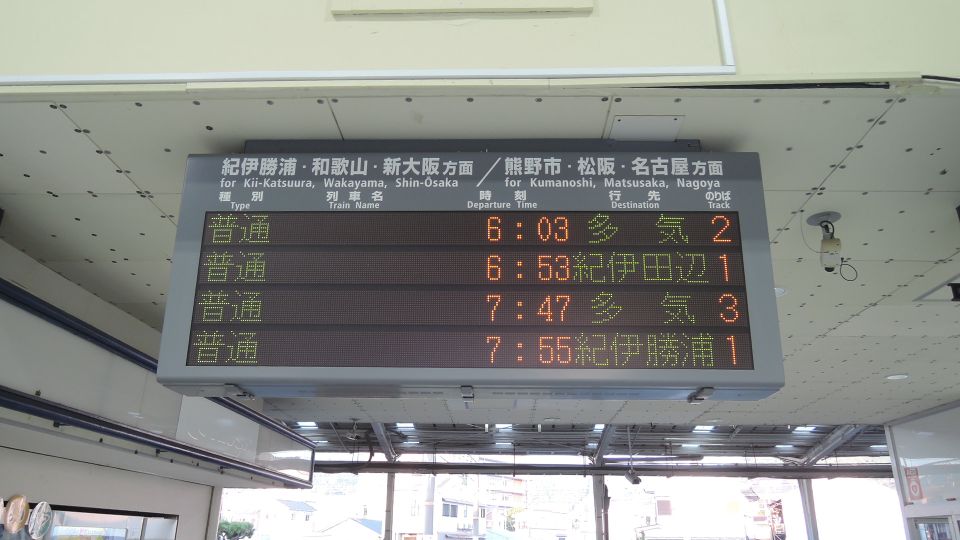 紀伊勝浦・和歌山・新大阪方面／熊野市・松阪・名古屋方面
for Kii-Katsuura, Wakayama, Shin-Ōsaka for Kumanoshi, Matsusaka, Nagoya
種別 列車名 時刻 行先 のりば
Type Train Name Departure Time Destination Track
普通 6:03 多気 2
普通 6:53 紀伊田辺 1
普通 7:47 多気 3
普通 7:55 紀伊勝浦 1